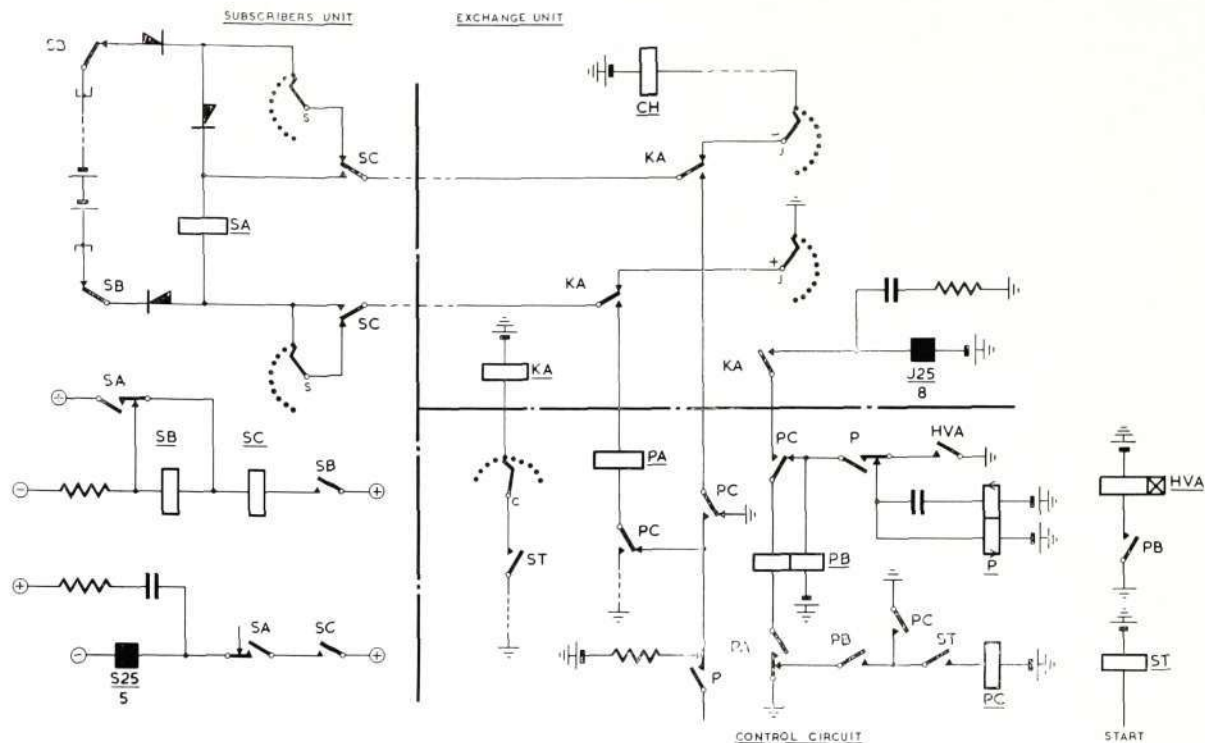 SUBSCRIBERS UNIT
EXCHANGE UNIT
SB
CH
S
SC
KA
− J
SA
SB
SC
KA
+ J
S
KA
KA
J25
8
SA
SB
SC
SB
PA
PC
P
HVA
C
PC
PC
HVA
ST
PB
P
PB
SA
SC
PA
PB
PC
ST
ST
S25
5
P
PC
CONTROL CIRCUIT
START